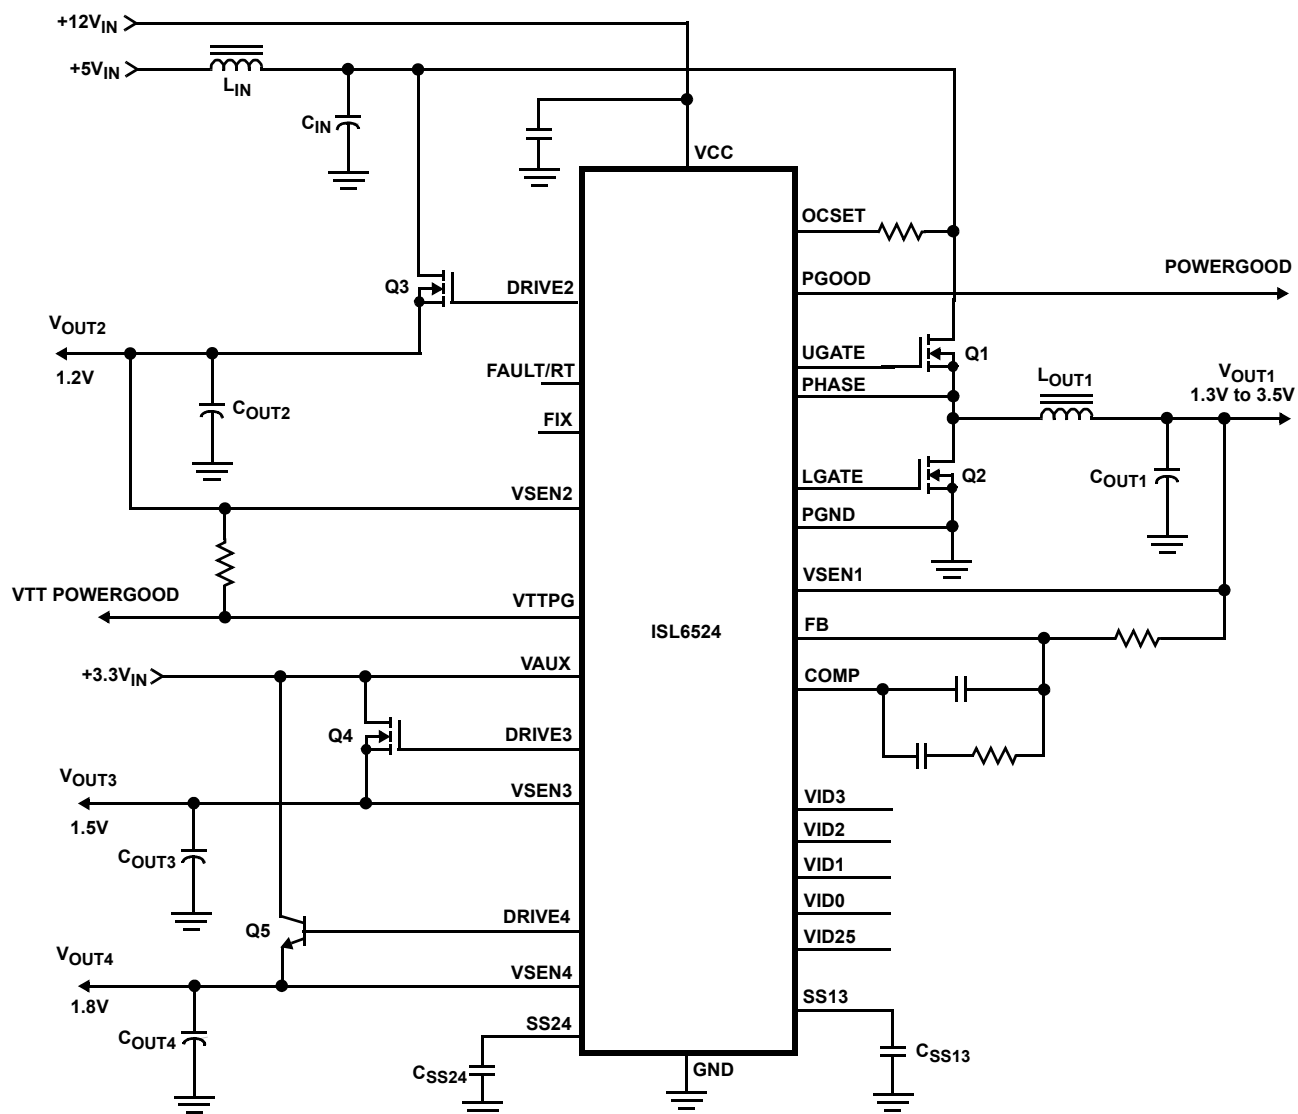 +12VIN
+5VIN
LIN
CIN
VCC
OCSET
PGOOD
POWERGOOD
Q3
DRIVE2
VOUT2
1.2V
COUT2
FAULT/RT
FIX
UGATE
Q1
PHASE
LOUT1
VOUT1
1.3V to 3.5V
LGATE
Q2
COUT1
PGND
VSEN2
VSEN1
VTT POWERGOOD
VTTPG
ISL6524
FB
+3.3VIN
VAUX
COMP
Q4
DRIVE3
VOUT3
1.5V
VSEN3
COUT3
VID3
VID2
VID1
VID0
VID25
Q5
DRIVE4
VOUT4
1.8V
VSEN4
COUT4
SS24
CSS24
GND
SS13
CSS13